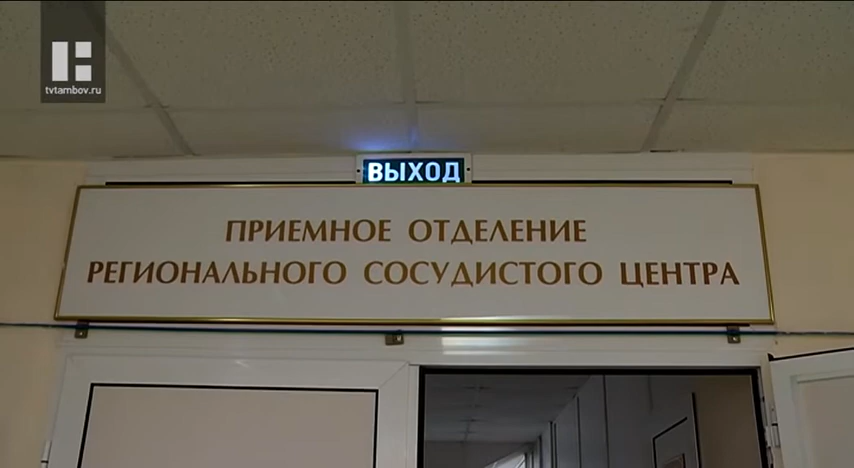 tvtambov.ru
ВЫХОД
ПРИЕМНОЕ ОТДЕЛЕНИЕ
РЕГИОНАЛЬНОГО СОСУДИСТОГО ЦЕНТРА